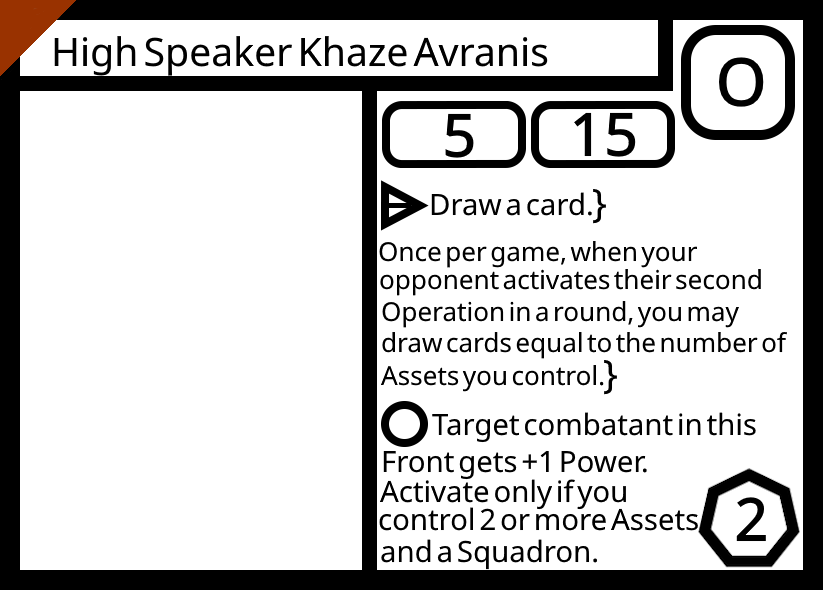 High Speaker Khaze Avranis
O
5 15
Draw a card.}
Once per game, when your
opponent activates their second
Operation in a round, you may
draw cards equal to the number of
Assets you control.}
Target combatant in this
Front gets +1 Power.
Activate only if you
control 2 or more Assets
and a Squadron.
2